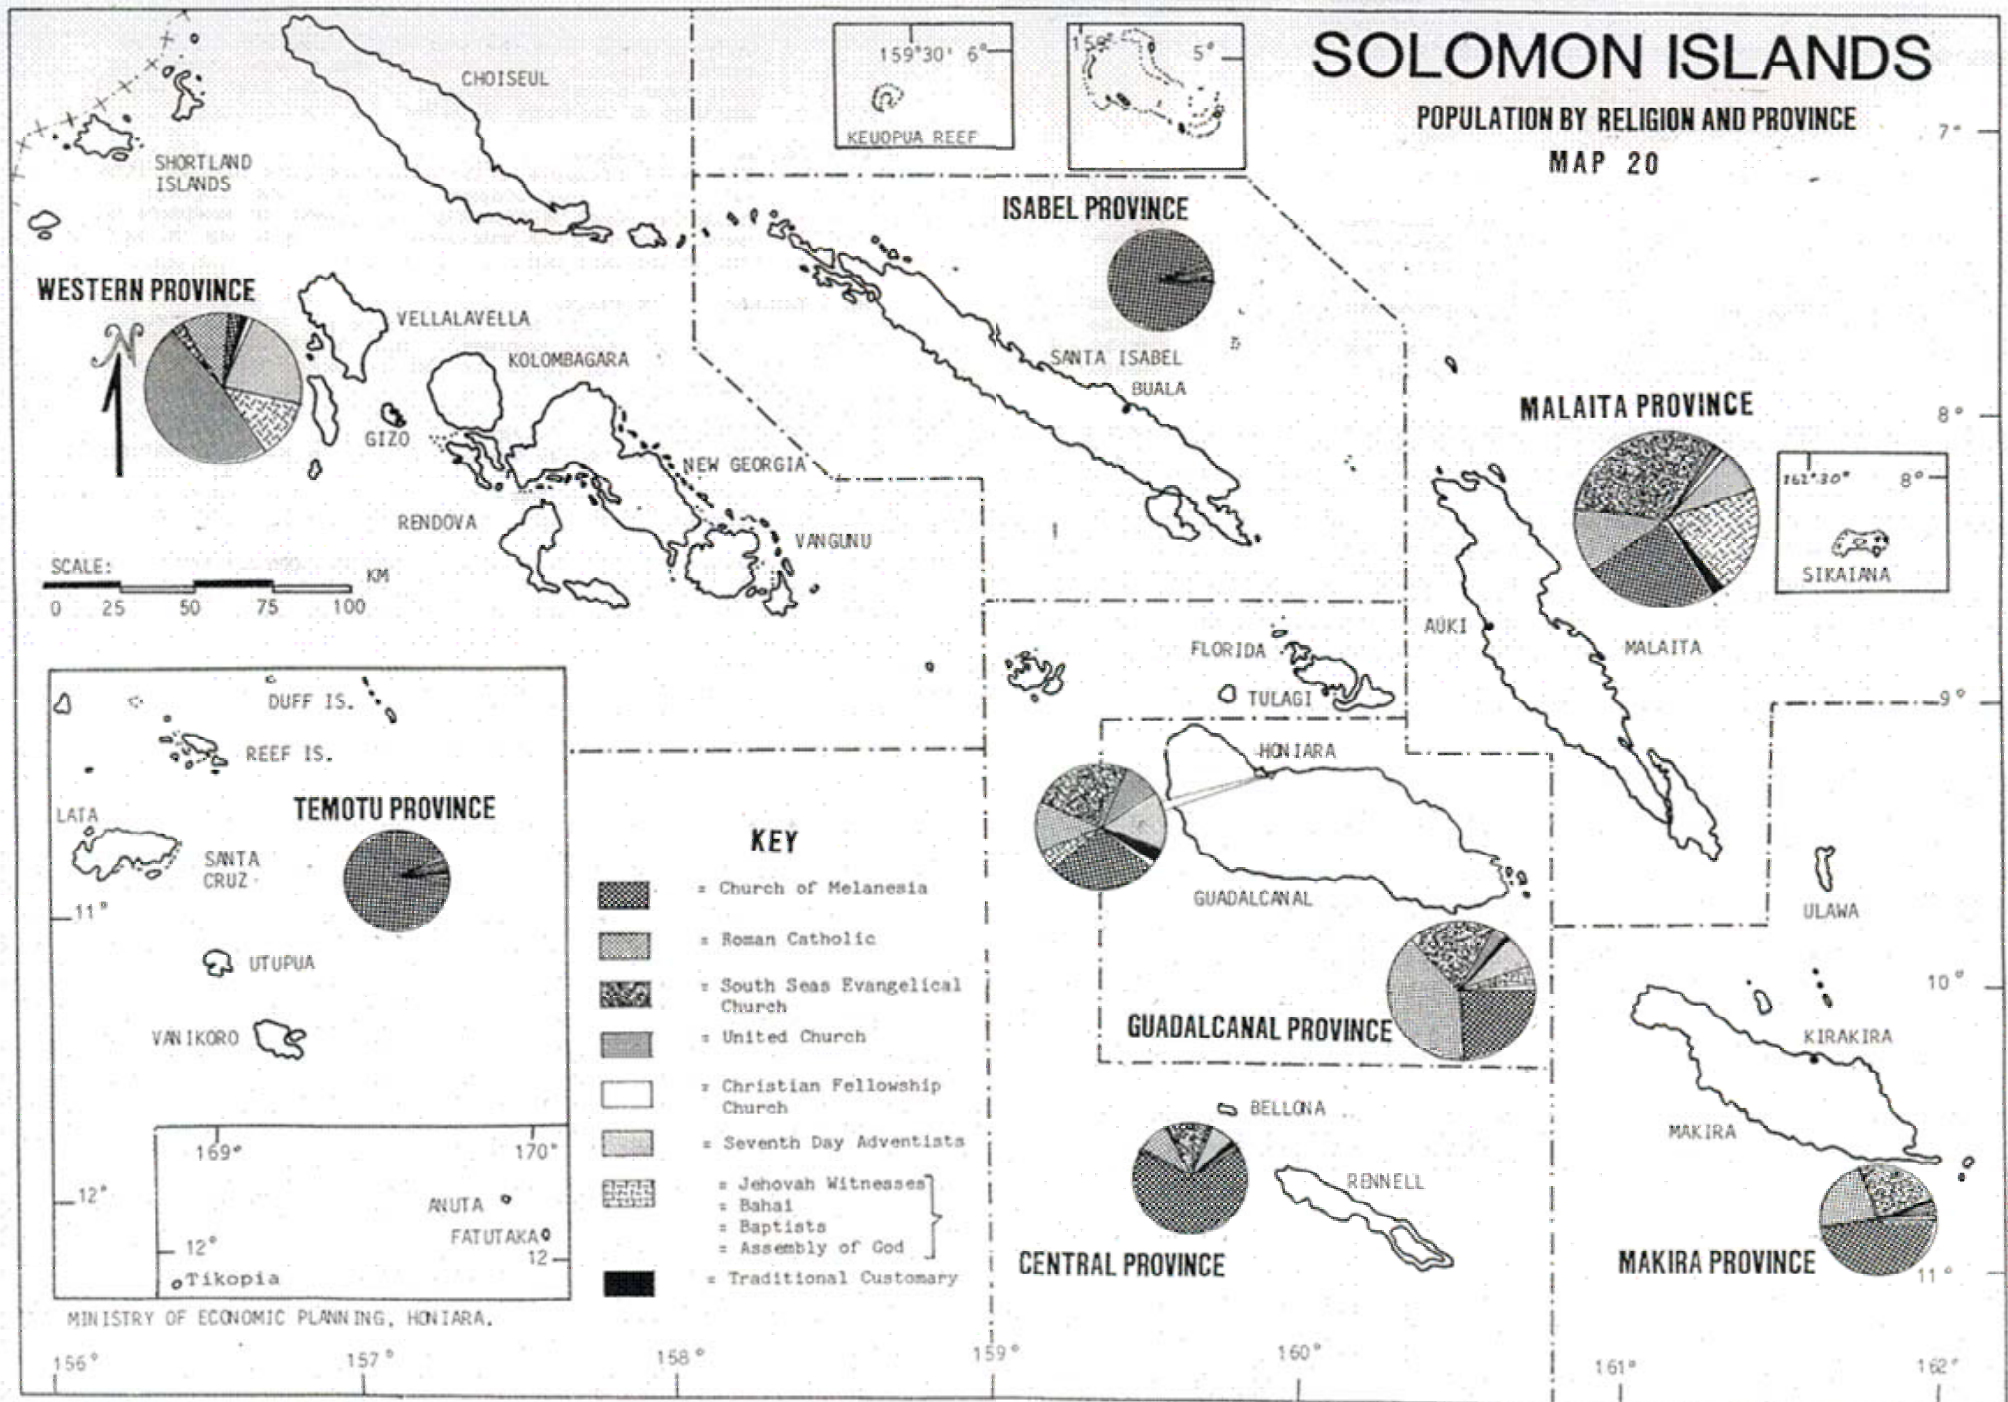 SOLOMON ISLANDS
POPULATION BY RELIGION AND PROVINCE
MAP 20
159°30' 6°
KEUOPUA REEF
159° 5°
7°
8°
9°
10°
11°
CHOISEUL
SHORTLAND
ISLANDS
WESTERN PROVINCE
N
VELLALAVELLA
KOLOMBAGARA
GIZO
NEW GEORGIA
RENDOVA
VANGUNU
SCALE:
KM
0 25 50 75 100
ISABEL PROVINCE
SANTA ISABEL
BUALA
MALAITA PROVINCE
162°30" 8°
SIKAIANA
AUKI
MALAITA
FLORIDA
TULAGI
HONIARA
GUADALCANAL
GUADALCANAL PROVINCE
ULAWA
KIRAKIRA
MAKIRA
MAKIRA PROVINCE
BELLONA
RENNELL
CENTRAL PROVINCE
DUFF IS.
REEF IS.
TEMOTU PROVINCE
LATA
SANTA
CRUZ
11°
UTUPUA
VANIKORO
12°
169° 170°
ANUTA
FATUTAKA
12° 12
Tikopia
MINISTRY OF ECONOMIC PLANNING, HONIARA.
KEY
= Church of Melanesia
= Roman Catholic
= South Seas Evangelical
Church
= United Church
= Christian Fellowship
Church
= Seventh Day Adventists
= Jehovah Witnesses
= Bahai
= Baptists
= Assembly of God
= Traditional Customary
156° 157° 158° 159° 160° 161° 162°